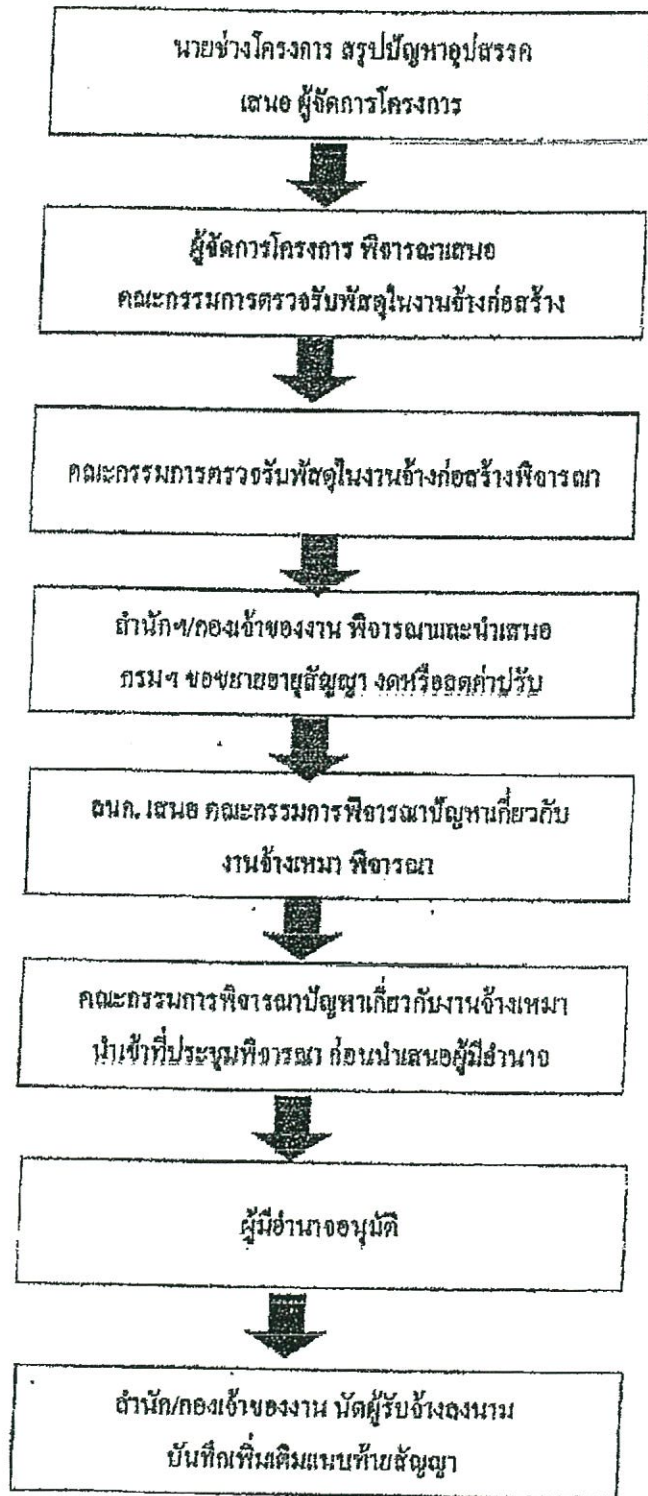 นายช่างโครงการ สรุปปัญหาอุปสรรค
เสนอ ผู้จัดการโครงการ
ผู้จัดการโครงการ พิจารณาเสนอ
คณะกรรมการตรวจรับพัสดุในงานจ้างก่อสร้าง
คณะกรรมการตรวจรับพัสดุในงานจ้างก่อสร้างพิจารณา
สำนักฯ/กองเจ้าของงาน พิจารณาและนำเสนอ
กรมฯ ขอขยายอายุสัญญา งดหรือลดค่าปรับ
เสนอ คณะกรรมการพิจารณาปัญหาเกี่ยวกับ
งานจ้างเหมา พิจารณา
คณะกรรมการพิจารณาปัญหาเกี่ยวกับงานจ้างเหมา
นำเข้าที่ประชุมพิจารณา ก่อนนำเสนอผู้มีอำนาจ
ผู้มีอำนาจอนุมัติ
สำนัก/กองเจ้าของงาน นัดผู้รับจ้างลงนาม
บันทึกเพิ่มเติมแนบท้ายสัญญา